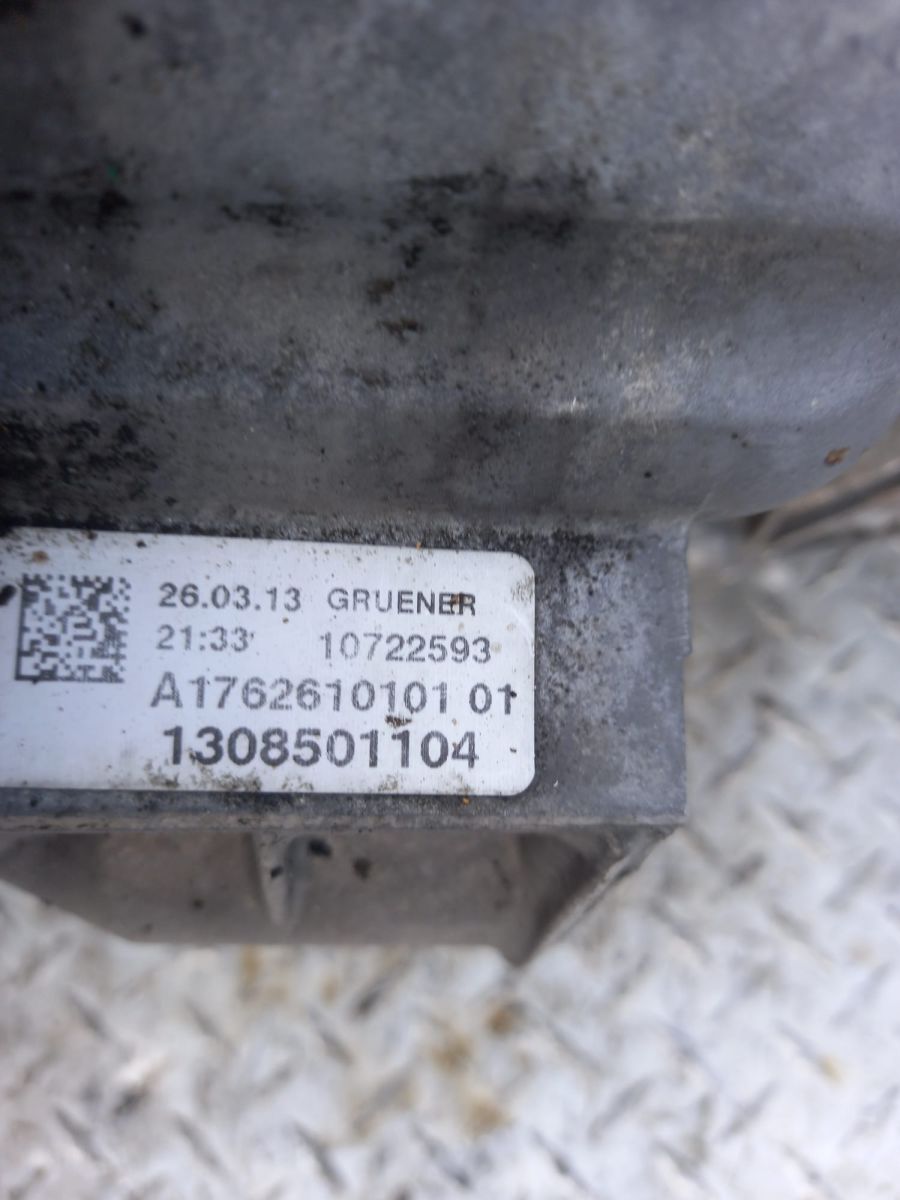 26.03.13 GRUENER
21:33 10722593
A1762610101 01
1308501104